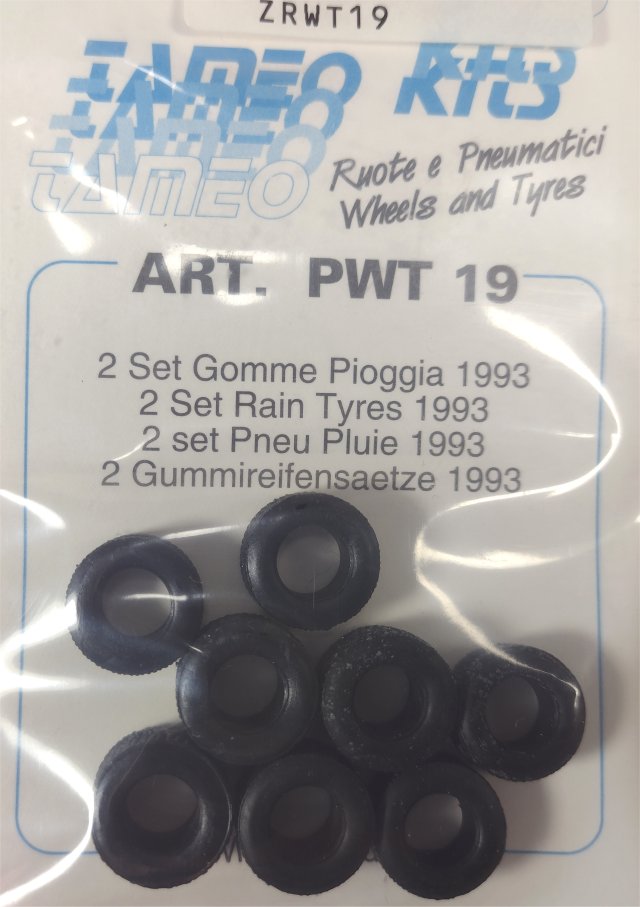 ZRWT19
TAMEO KITS
TAMEO
TAMEO
Ruote e Pneumatici
Wheels and Tyres
ART. PWT 19
2 Set Gomme Pioggia 1993
2 Set Rain Tyres 1993
2 set Pneu Pluie 1993
2 Gummireifensaetze 1993